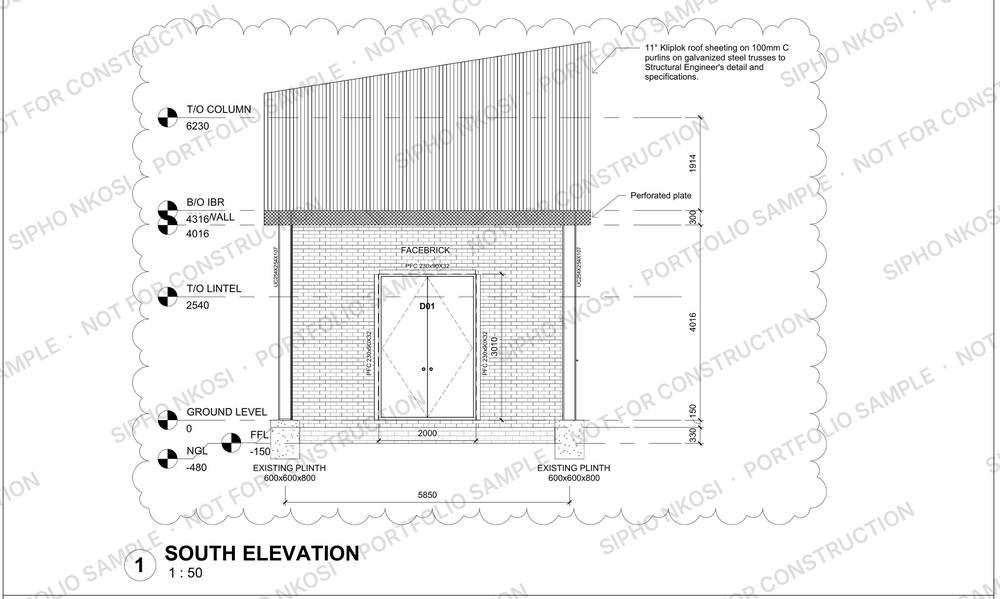 11° Kliplok roof sheeting on 100mm C
purlins on galvanized steel trusses to
Structural Engineer's detail and
specifications.
T/O COLUMN
6230
1914
Perforated plate
B/O IBR
4316
WALL
4016
300
FACEBRICK
PFC 230x90X32
UC254X254X107
UC254X254X107
D01
T/O LINTEL
2540
PFC 230x90X32
PFC 230x90X32
3010
4016
GROUND LEVEL
0
150
FFL
-150
2000
330
NGL
-480
EXISTING PLINTH
600x600x800
EXISTING PLINTH
600x600x800
5850
1
SOUTH ELEVATION
1 : 50
SIPHO NKOSI · PORTFOLIO SAMPLE · NOT FOR CONSTRUCTION